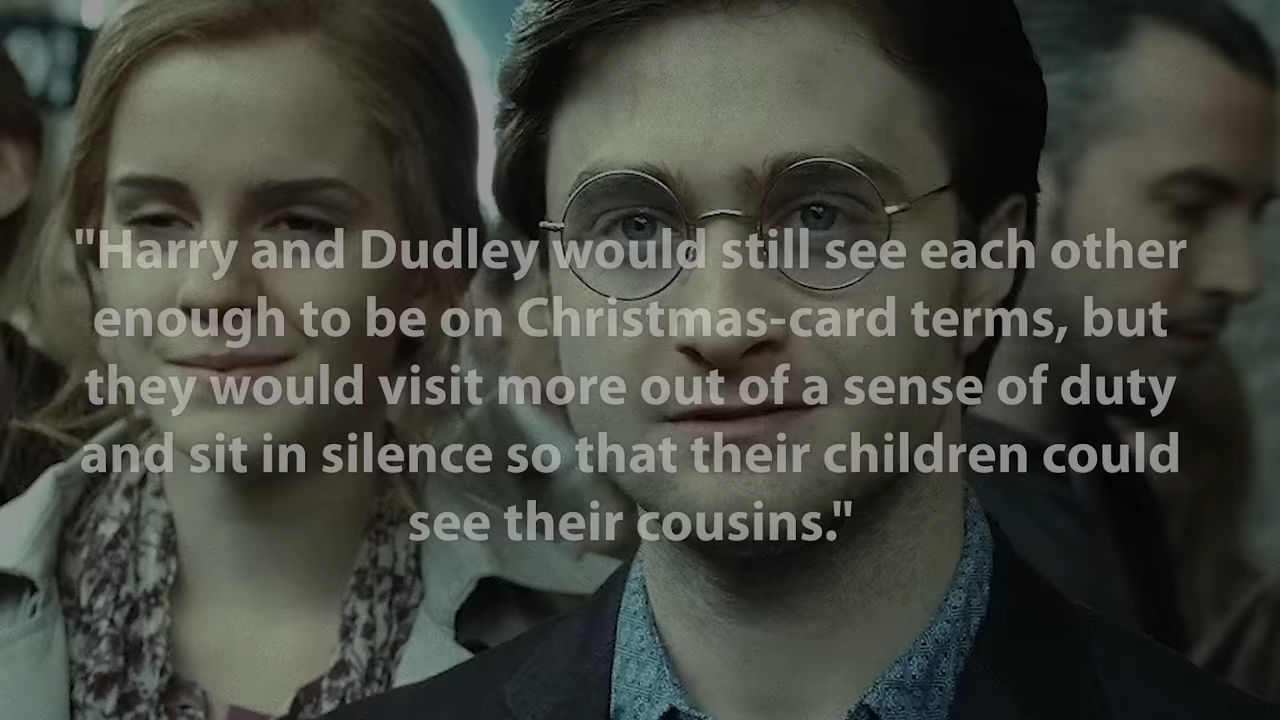 "Harry and Dudley would still see each other
enough to be on Christmas-card terms, but
they would visit more out of a sense of duty
and sit in silence so that their children could
see their cousins."